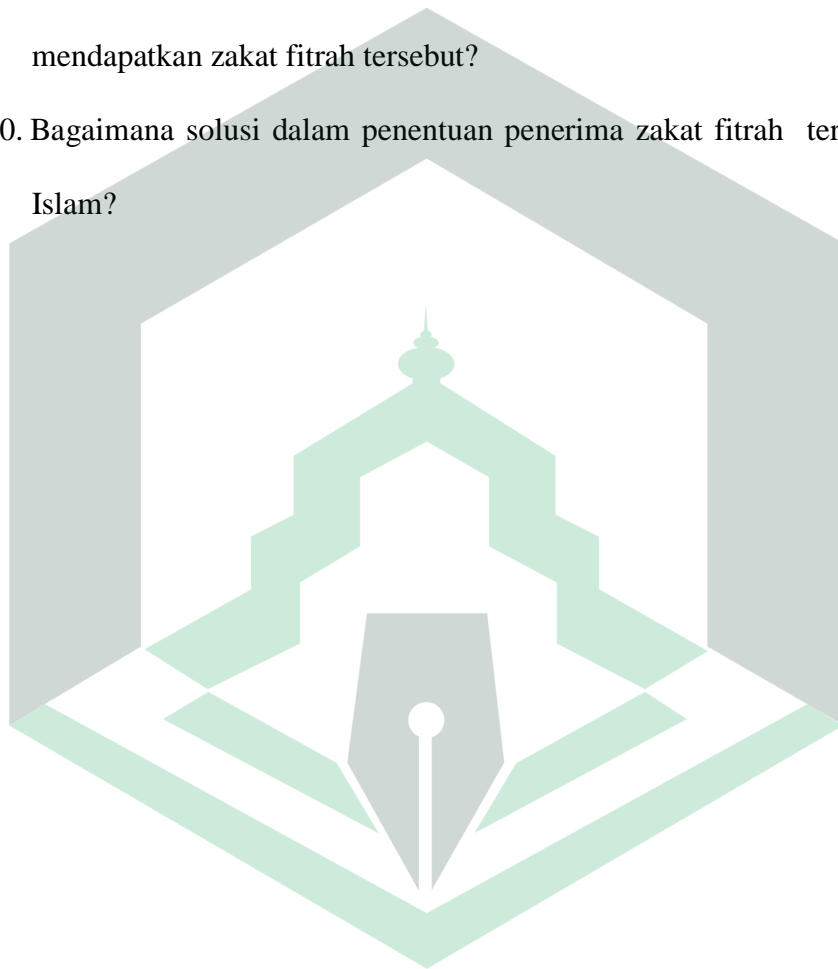 mendapatkan zakat fitrah tersebut?
0. Bagaimana solusi dalam penentuan penerima zakat fitrah ter
Islam?